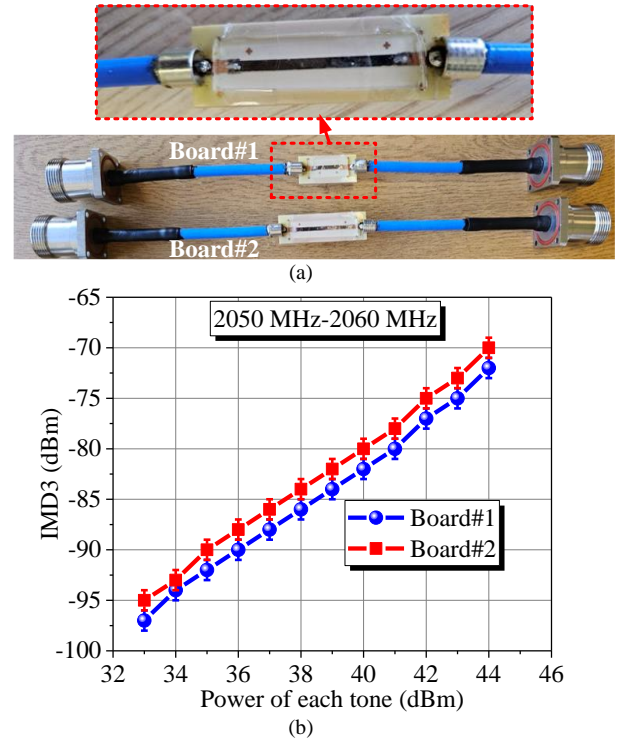 Board#1
Board#2
(a)
2050 MHz-2060 MHz
-65
-70
-75
-80
-85
-90
-95
-100
IMD3 (dBm)
Board#1
Board#2
32 34 36 38 40 42 44 46
Power of each tone (dBm)
(b)